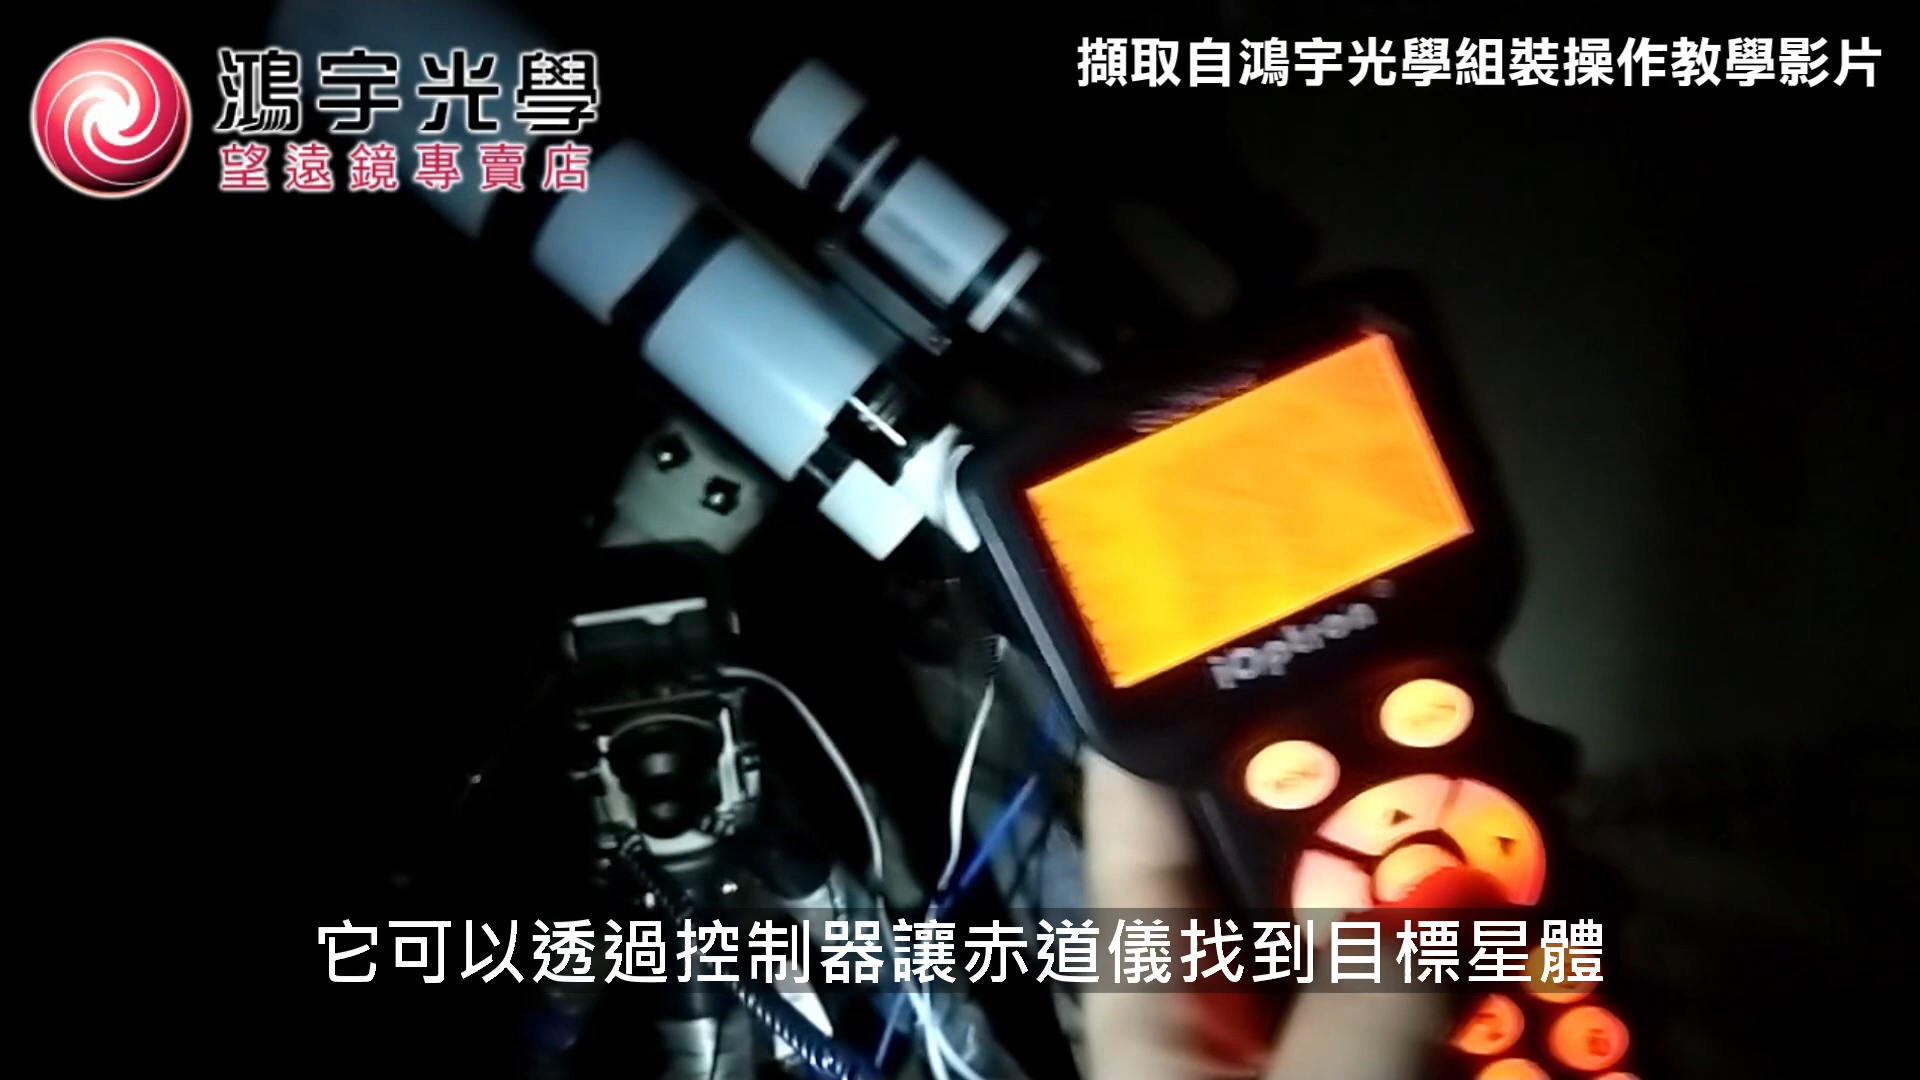 鴻宇光學
望遠鏡專賣店
擷取自鴻宇光學組裝操作教學影片
iOptron
它可以透過控制器讓赤道儀找到目標星體